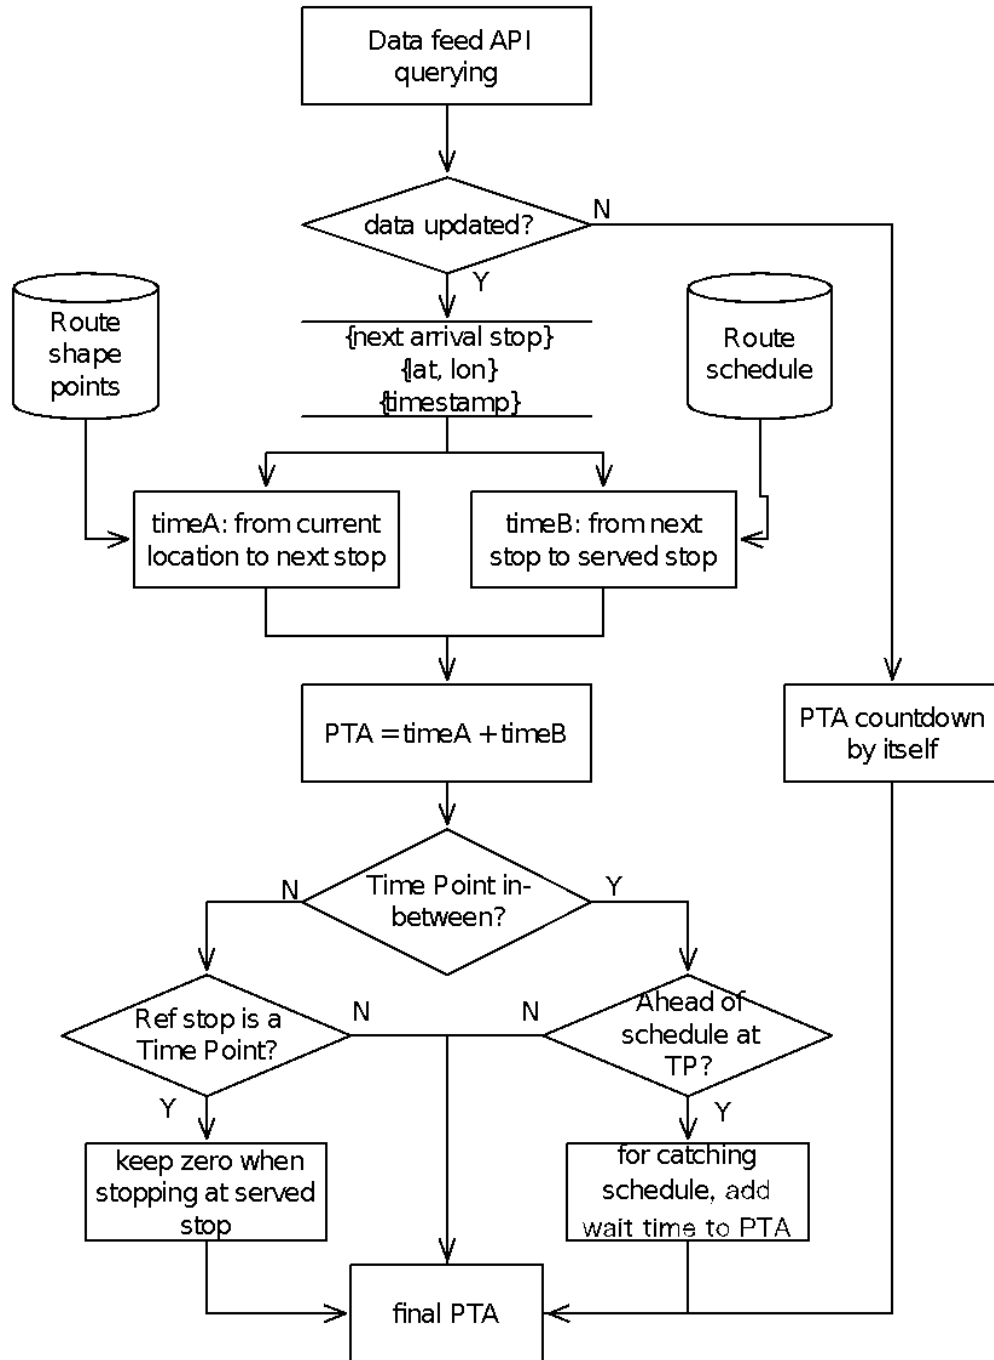 Data feed API
querying
data updated?
N
Y
Route
shape
points
{next arrival stop}
{lat, lon}
{timestamp}
Route
schedule
timeA: from current
location to next stop
timeB: from next
stop to served stop
PTA = timeA + timeB
PTA countdown
by itself
Time Point in-
between?
N
Y
Ref stop is a
Time Point?
N
Y
Ahead of
schedule at
TP?
N
Y
keep zero when
stopping at served
stop
for catching
schedule, add
wait time to PTA
final PTA